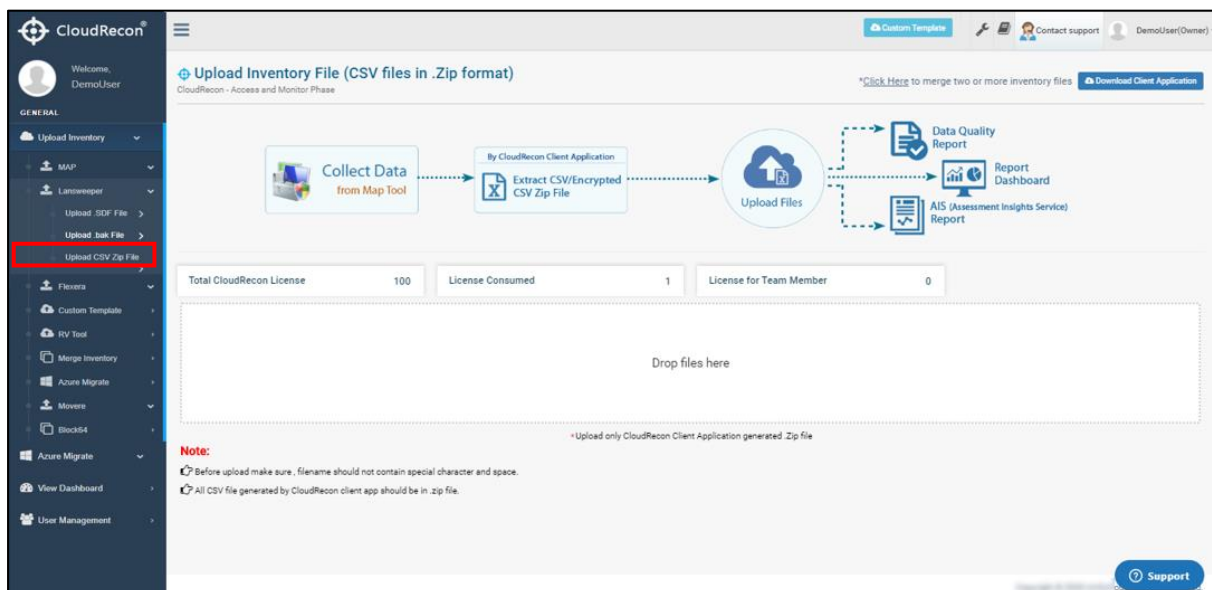 CloudRecon®
Custom Template
Contact support
DemoUser(Owner)
Welcome,
DemoUser
GENERAL
Upload Inventory
MAP
Lansweeper
Upload .SDF File
Upload .bak File
Upload CSV Zip File
Flexera
Custom Template
RV Tool
Merge Inventory
Azure Migrate
Movere
Block64
Azure Migrate
View Dashboard
User Management
Upload Inventory File (CSV files in .Zip format)
CloudRecon - Access and Monitor Phase
*Click Here to merge two or more inventory files
Download Client Application
Collect Data
from Map Tool
By CloudRecon Client Application
Extract CSV/Encrypted
CSV Zip File
Upload Files
Data Quality
Report
Report
Dashboard
AIS (Assessment Insights Service)
Report
Total CloudRecon License 100
License Consumed 1
License for Team Member 0
Drop files here
*Upload only CloudRecon Client Application generated .Zip file
Note:
Before upload make sure , filename should not contain special character and space.
All CSV file generated by CloudRecon client app should be in .zip file.
Support